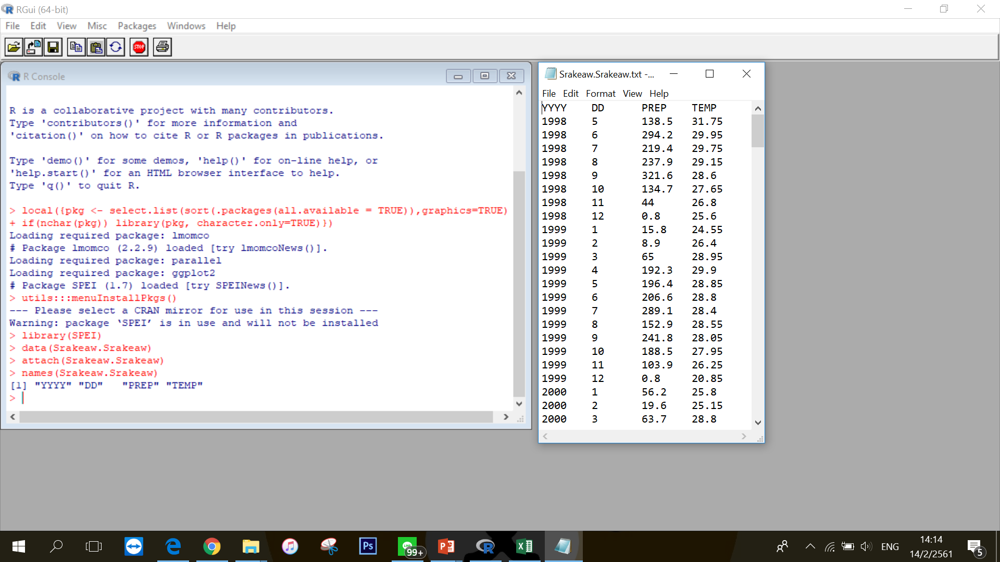 RGui (64-bit)
File Edit View Misc Packages Windows Help
STOP
R Console
R is a collaborative project with many contributors.
Type 'contributors()' for more information and
'citation()' on how to cite R or R packages in publications.
Type 'demo()' for some demos, 'help()' for on-line help, or
'help.start()' for an HTML browser interface to help.
Type 'q()' to quit R.
> local({pkg <- select.list(sort(.packages(all.available = TRUE)),graphics=TRUE)
+ if(nchar(pkg)) library(pkg, character.only=TRUE)})
Loading required package: lmomco
# Package lmomco (2.2.9) loaded [try lmomcoNews()].
Loading required package: parallel
Loading required package: ggplot2
# Package SPEI (1.7) loaded [try SPEINews()].
> utils:::menuInstallPkgs()
--- Please select a CRAN mirror for use in this session ---
Warning: package ‘SPEI’ is in use and will not be installed
> library(SPEI)
> data(Srakeaw.Srakeaw)
> attach(Srakeaw.Srakeaw)
> names(Srakeaw.Srakeaw)
[1] "YYYY" "DD"   "PREP" "TEMP"
>
Srakeaw.Srakeaw.txt -...
File Edit Format View Help
YYYY DD PREP TEMP
1998 5 138.5 31.75
1998 6 294.2 29.95
1998 7 219.4 29.75
1998 8 237.9 29.15
1998 9 321.6 28.6
1998 10 134.7 27.65
1998 11 44 26.8
1998 12 0.8 25.6
1999 1 15.8 24.55
1999 2 8.9 26.4
1999 3 65 28.95
1999 4 192.3 29.9
1999 5 196.4 28.85
1999 6 206.6 28.8
1999 7 289.1 28.4
1999 8 152.9 28.55
1999 9 241.8 28.05
1999 10 188.5 27.95
1999 11 103.9 26.25
1999 12 0.8 20.85
2000 1 56.2 25.8
2000 2 19.6 25.15
2000 3 63.7 28.8
Ps
LINE
99+
ENG
14:14
14/2/2561
5